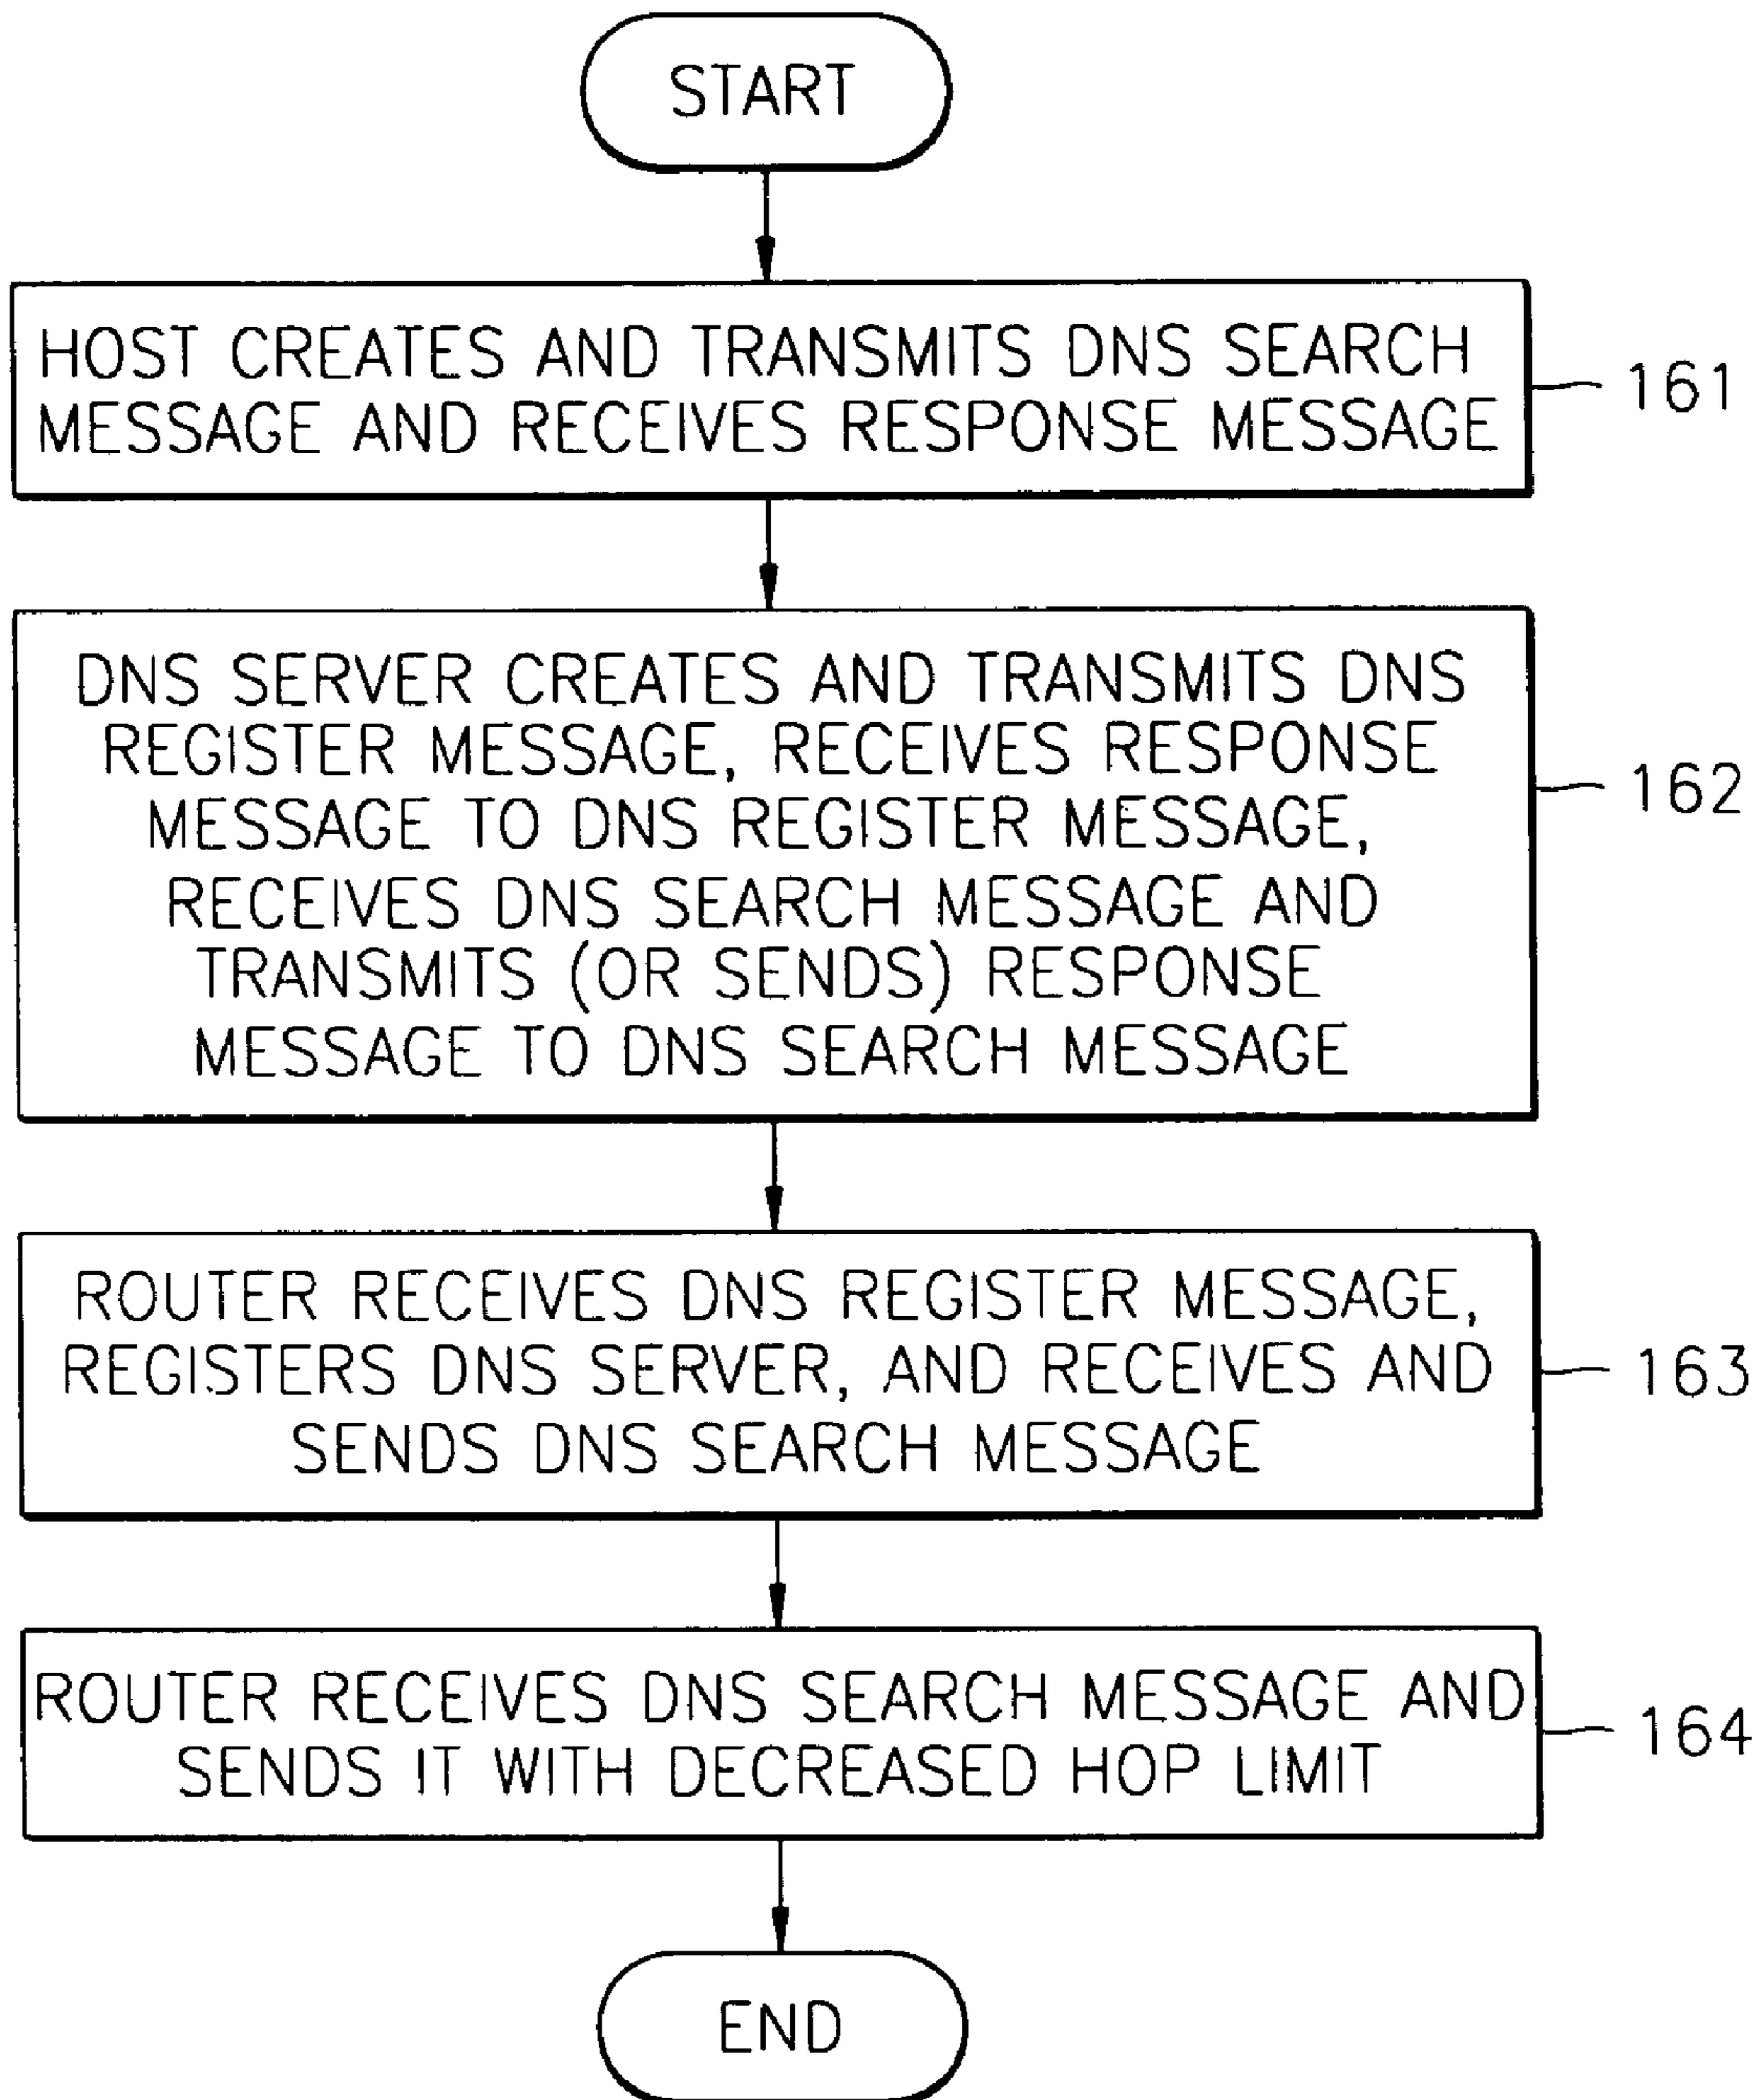 START
HOST CREATES AND TRANSMITS DNS SEARCH
MESSAGE AND RECEIVES RESPONSE MESSAGE
161
DNS SERVER CREATES AND TRANSMITS DNS
REGISTER MESSAGE, RECEIVES RESPONSE
MESSAGE TO DNS REGISTER MESSAGE,
RECEIVES DNS SEARCH MESSAGE AND
TRANSMITS (OR SENDS) RESPONSE
MESSAGE TO DNS SEARCH MESSAGE
162
ROUTER RECEIVES DNS REGISTER MESSAGE,
REGISTERS DNS SERVER, AND RECEIVES AND
SENDS DNS SEARCH MESSAGE
163
ROUTER RECEIVES DNS SEARCH MESSAGE AND
SENDS IT WITH DECREASED HOP LIMIT
164
END